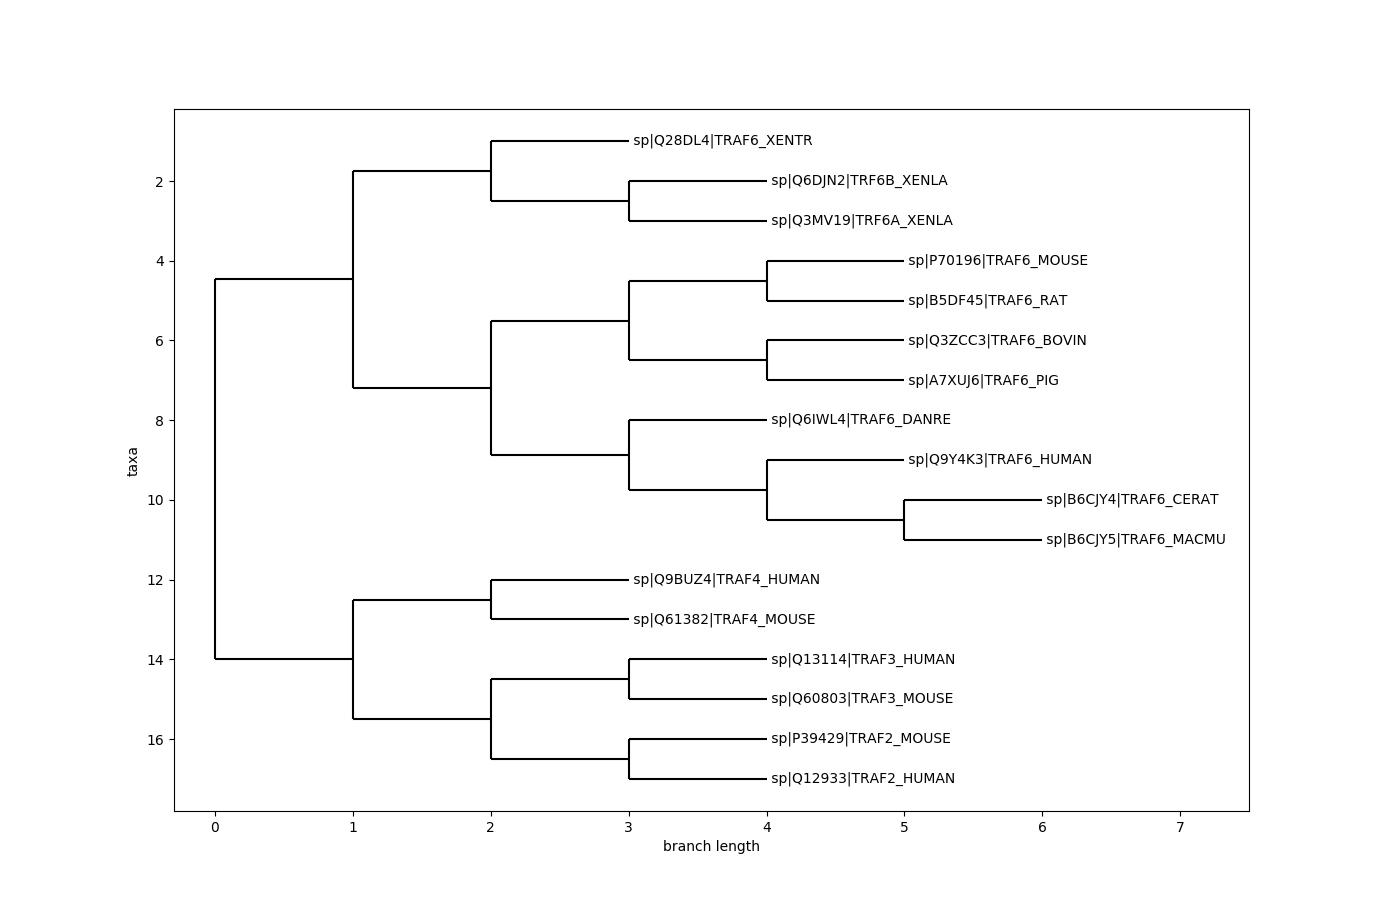 sp|Q28DL4|TRAF6_XENTR
sp|Q6DJN2|TRF6B_XENLA
sp|Q3MV19|TRF6A_XENLA
sp|P70196|TRAF6_MOUSE
sp|B5DF45|TRAF6_RAT
sp|Q3ZCC3|TRAF6_BOVIN
sp|A7XUJ6|TRAF6_PIG
sp|Q6IWL4|TRAF6_DANRE
sp|Q9Y4K3|TRAF6_HUMAN
sp|B6CJY4|TRAF6_CERAT
sp|B6CJY5|TRAF6_MACMU
sp|Q9BUZ4|TRAF4_HUMAN
sp|Q61382|TRAF4_MOUSE
sp|Q13114|TRAF3_HUMAN
sp|Q60803|TRAF3_MOUSE
sp|P39429|TRAF2_MOUSE
sp|Q12933|TRAF2_HUMAN
2
4
6
8
10
12
14
16
taxa
0 1 2 3 4 5 6 7
branch length